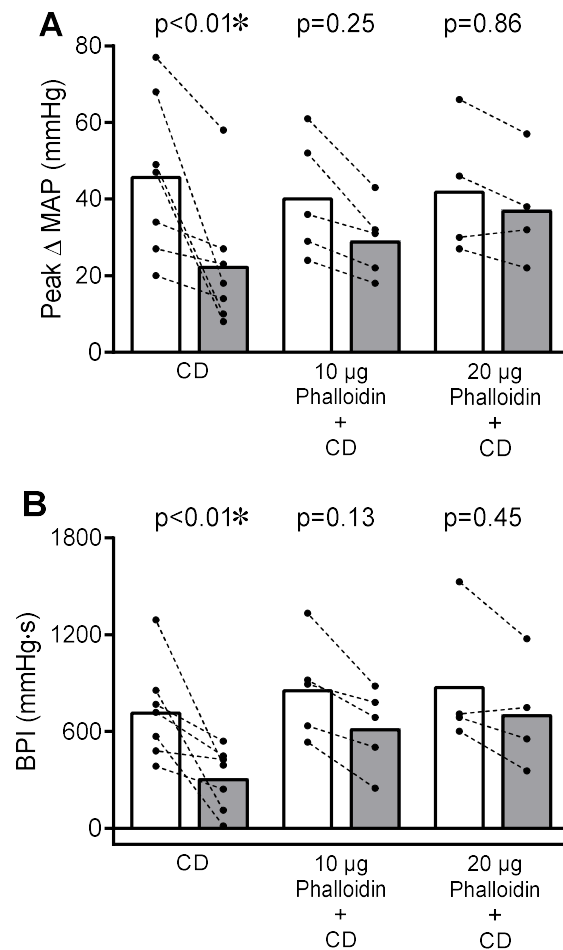 A
p<0.01* p=0.25 p=0.86
Peak Δ MAP (mmHg)
80
60
40
20
0
CD
10 µg
Phalloidin
+
CD
20 µg
Phalloidin
+
CD
B
p<0.01* p=0.13 p=0.45
BPI (mmHg·s)
1800
1200
600
0
CD
10 µg
Phalloidin
+
CD
20 µg
Phalloidin
+
CD